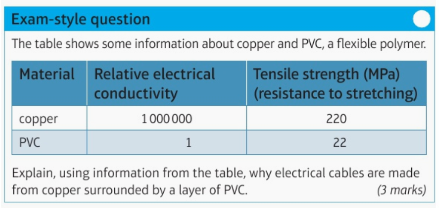 Exam-style question
The table shows some information about copper and PVC, a flexible polymer.
Material Relative electrical conductivity Tensile strength (MPa) (resistance to stretching)
copper 1 000 000 220
PVC 1 22
Explain, using information from the table, why electrical cables are made
from copper surrounded by a layer of PVC. (3 marks)